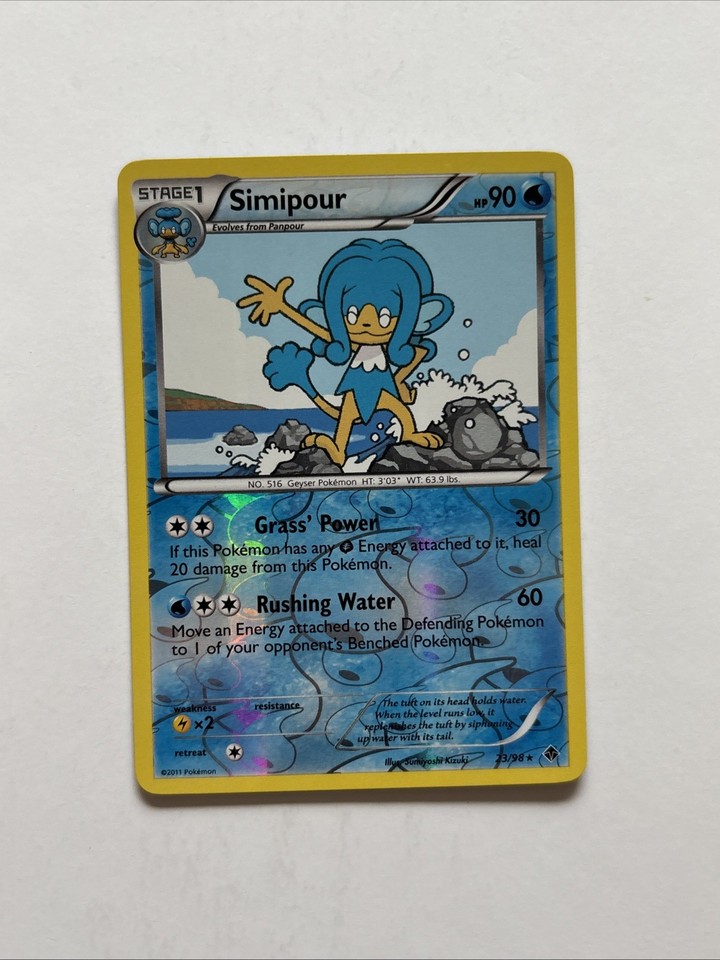 STAGE1
Simipour
HP 90
Evolves from Panpour
NO. 516 Geyser Pokémon HT: 3'03" WT: 63.9 lbs.
Grass' Power 30
If this Pokémon has any Energy attached to it, heal
20 damage from this Pokémon.
Rushing Water 60
Move an Energy attached to the Defending Pokémon
to 1 of your opponent's Benched Pokémon.
weakness resistance
×2
The tuft on its head holds water.
When the level runs low, it
replenishes the tuft by siphoning
up water with its tail.
retreat
Illus. Sumiyoshi Kizuki 23/98 ★
©2011 Pokémon